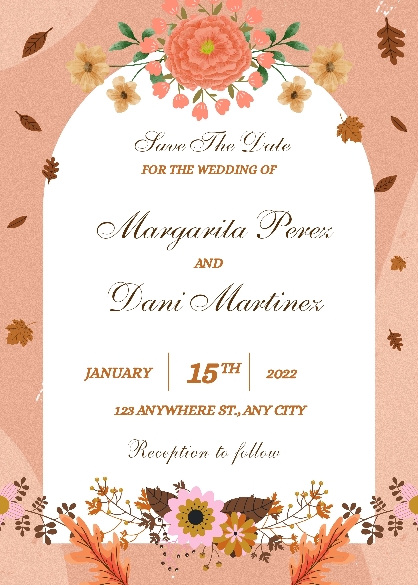 Save The Date
FOR THE WEDDING OF
Margarita Perez
AND
Dani Martinez
JANUARY 15TH 2022
123 ANYWHERE ST., ANY CITY
Reception to follow